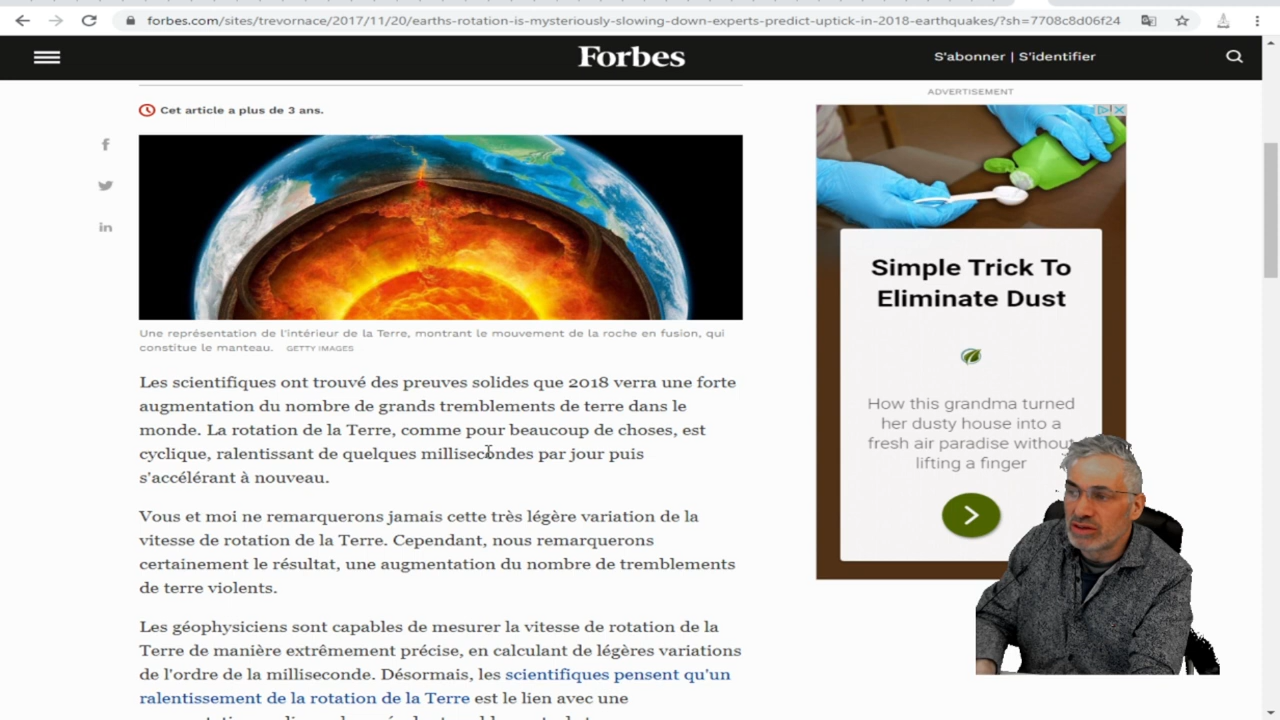 forbes.com/sites/trevornace/2017/11/20/earths-rotation-is-mysteriously-slowing-down-experts-predict-uptick-in-2018-earthquakes/?sh=7708c8d06f24
Forbes
S'abonner | S'identifier
ADVERTISEMENT
Cet article a plus de 3 ans.
Une représentation de l'intérieur de la Terre, montrant le mouvement de la roche en fusion, qui
constitue le manteau. GETTY IMAGES
Les scientifiques ont trouvé des preuves solides que 2018 verra une forte
augmentation du nombre de grands tremblements de terre dans le
monde. La rotation de la Terre, comme pour beaucoup de choses, est
cyclique, ralentissant de quelques millisecondes par jour puis
s'accélérant à nouveau.
Vous et moi ne remarquerons jamais cette très légère variation de la
vitesse de rotation de la Terre. Cependant, nous remarquerons
certainement le résultat, une augmentation du nombre de tremblements
de terre violents.
Les géophysiciens sont capables de mesurer la vitesse de rotation de la
Terre de manière extrêmement précise, en calculant de légères variations
de l'ordre de la milliseconde. Désormais, les scientifiques pensent qu'un
ralentissement de la rotation de la Terre est le lien avec une
Simple Trick To
Eliminate Dust
How this grandma turned
her dusty house into a
fresh air paradise without
lifting a finger